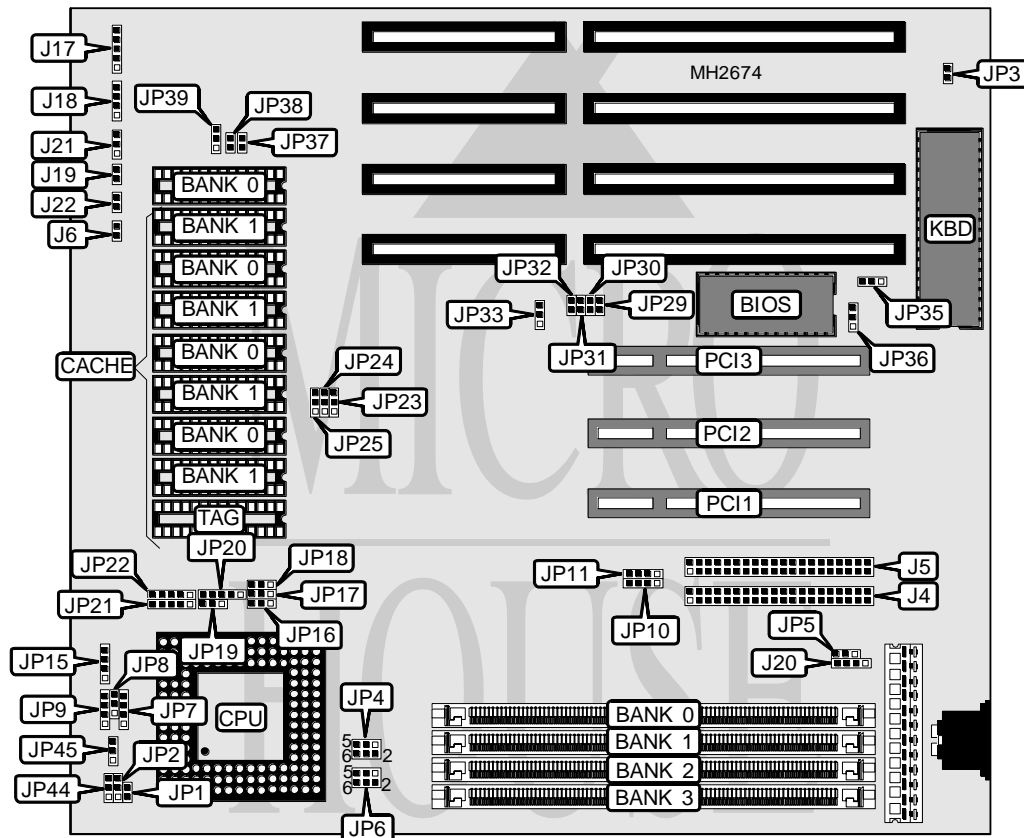 J17
MH2674
JP3
J18
JP39
JP38
JP37
J21
J19
J22
J6
BANK 0
BANK 1
BANK 0
BANK 1
BANK 0
BANK 1
BANK 0
BANK 1
TAG
CACHE
KBD
JP32
JP30
JP33
JP29
JP31
BIOS
JP35
JP36
PCI3
JP24
JP23
JP25
PCI2
PCI1
MICRO
HOUSE
JP20
JP22
JP18
JP21
JP17
JP19
JP16
JP11
JP10
J5
J4
JP5
J20
JP15
JP8
JP9
JP7
CPU
JP4
5
6 2
JP45
JP2
JP44
JP1
5
6 2
JP6
BANK 0
BANK 1
BANK 2
BANK 3